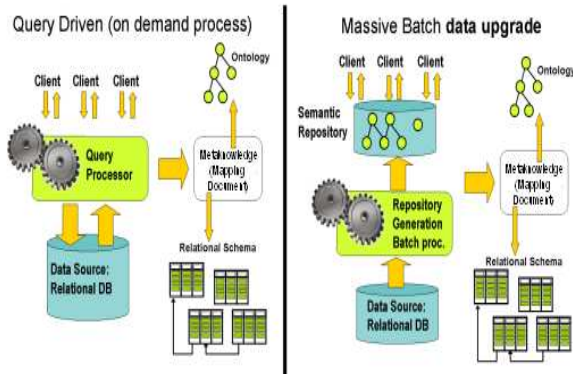 Query Driven (on demand process)
Client Client Client
Ontology
Query
Processor
Metaknowledge
(Mapping
Document)
Data Source:
Relational DB
Relational Schema
Massive Batch data upgrade
Client Client Client
Ontology
Semantic
Repository
Metaknowledge
(Mapping
Document)
Repository
Generation
Batch proc.
Relational Schema
Data Source:
Relational DB